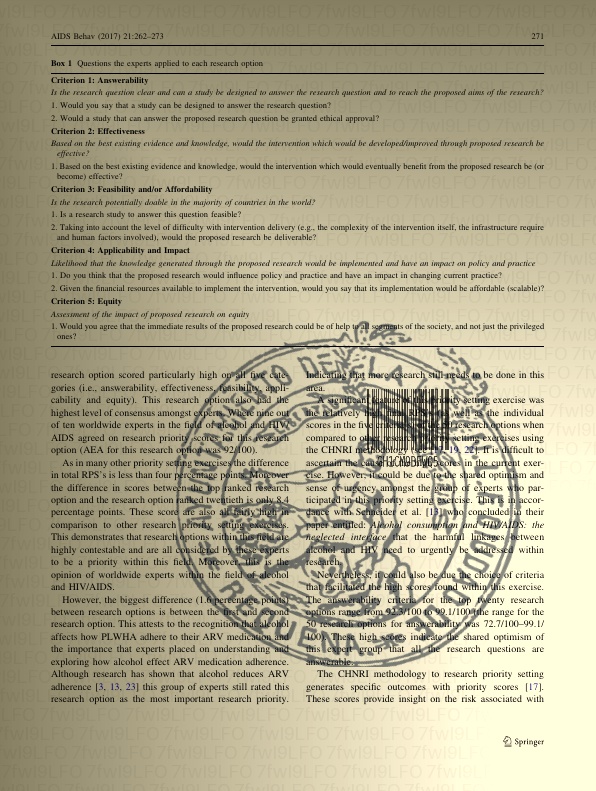 AIDS Behav (2017) 21:262–273 271
Box 1 Questions the experts applied to each research option
Criterion 1: Answerability
Is the research question clear and can a study be designed to answer the research question and to reach the proposed aims of the research?
1. Would you say that a study can be designed to answer the research question?
2. Would a study that can answer the proposed research question be granted ethical approval?
Criterion 2: Effectiveness
Based on the best existing evidence and knowledge, would the intervention which would be developed/improved through proposed research be
effective?
1. Based on the best existing evidence and knowledge, would the intervention which would eventually benefit from the proposed research be (or
become) effective?
Criterion 3: Feasibility and/or Affordability
Is the research potentially doable in the majority of countries in the world?
1. Is a research study to answer this question feasible?
2. Taking into account the level of difficulty with intervention delivery (e.g., the complexity of the intervention itself, the infrastructure require
and human factors involved), would the proposed research be deliverable?
Criterion 4: Applicability and Impact
Likelihood that the knowledge generated through the proposed research would be implemented and have an impact on policy and practice
1. Do you think that the proposed research would influence policy and practice and have an impact in changing current practice?
2. Given the financial resources available to implement the intervention, would you say that its implementation would be affordable (scalable)?
Criterion 5: Equity
Assessment of the impact of proposed research on equity
1. Would you agree that the immediate results of the proposed research could be of help to all segments of the society, and not just the privileged
ones?
research option scored particularly high on all five cate-
gories (i.e., answerability, effectiveness, feasibility, appli-
cability and equity). This research option also had the
highest level of consensus amongst experts. Where nine out
of ten worldwide experts in the field of alcohol and HIV/
AIDS agreed on research priority scores for this research
option (AEA for this research option was 92/100).
As in many other priority setting exercises the difference
in total RPS's is less than four percentage points. Moreover
the difference in scores between the top ranked research
option and the research option ranked twentieth is only 8.4
percentage points. These score are also all fairly high in
comparison to other research priority setting exercises.
This demonstrates that research options within this field are
highly contestable and are all considered by these experts
to be a priority within this field. Moreover, this is the
opinion of worldwide experts within the field of alcohol
and HIV/AIDS.
However, the biggest difference (1.6 percentage points)
between research options is between the first and second
research option. This attests to the recognition that alcohol
affects how PLWHA adhere to their ARV medication and
the importance that experts placed on understanding and
exploring how alcohol effect ARV medication adherence.
Although research has shown that alcohol reduces ARV
adherence [3, 13, 23] this group of experts still rated this
research option as the most important research priority.
Indicating that more research still needs to be done in this
area.
A significant feature of this priority setting exercise was
the relatively high total RPS's as well as the individual
scores in the five criteria of all 50 research options when
compared to other research priority setting exercises using
the CHNRI methodology (see 19, 22]. It is difficult to
ascertain the cause of high scores in the current exer-
cise. However, it could be due to the shared optimism and
sense of urgency amongst the group of experts who par-
ticipated in this priority setting exercise. This is in accor-
dance with Schneider et al. [13] who concluded in their
paper entitled: Alcohol consumption and HIV/AIDS: the
neglected interface that the harmful linkages between
alcohol and HIV need to urgently be addressed within
research.
Nevertheless, it could also be due the choice of criteria
that facilitated the high scores found within this exercise.
The answerability criteria for the top twenty research
options range from 92.3/100 to 99.1/100 (the range for the
50 research options for answerability was 72.7/100–99.1/
100). These high scores indicate the shared optimism of
this expert group that all the research questions are
answerable.
The CHNRI methodology to research priority setting
generates specific outcomes with priority scores [17].
These scores provide insight on the risk associated with
Springer